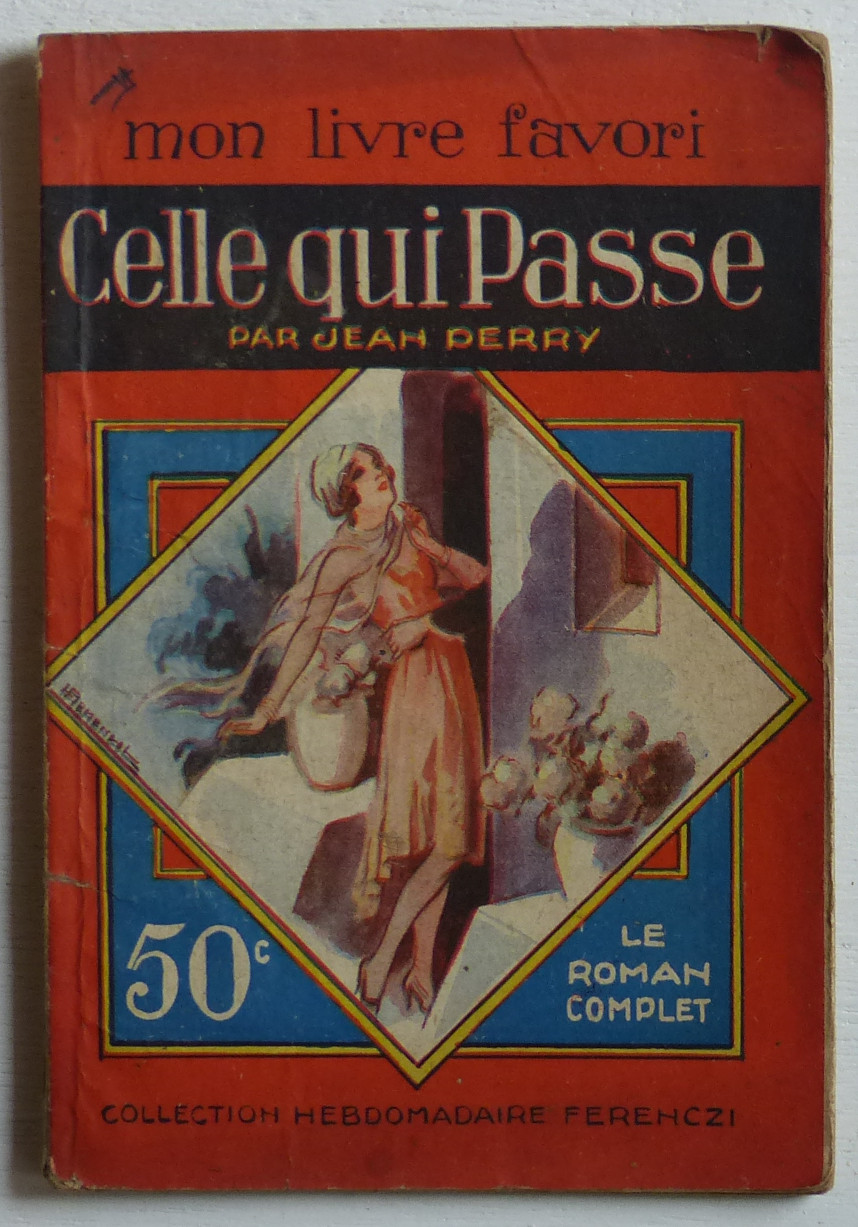 mon livre favori
Celle qui Passe
PAR JEAN PERRY
50c
LE
ROMAN
COMPLET
COLLECTION HEBDOMADAIRE FERENCZI